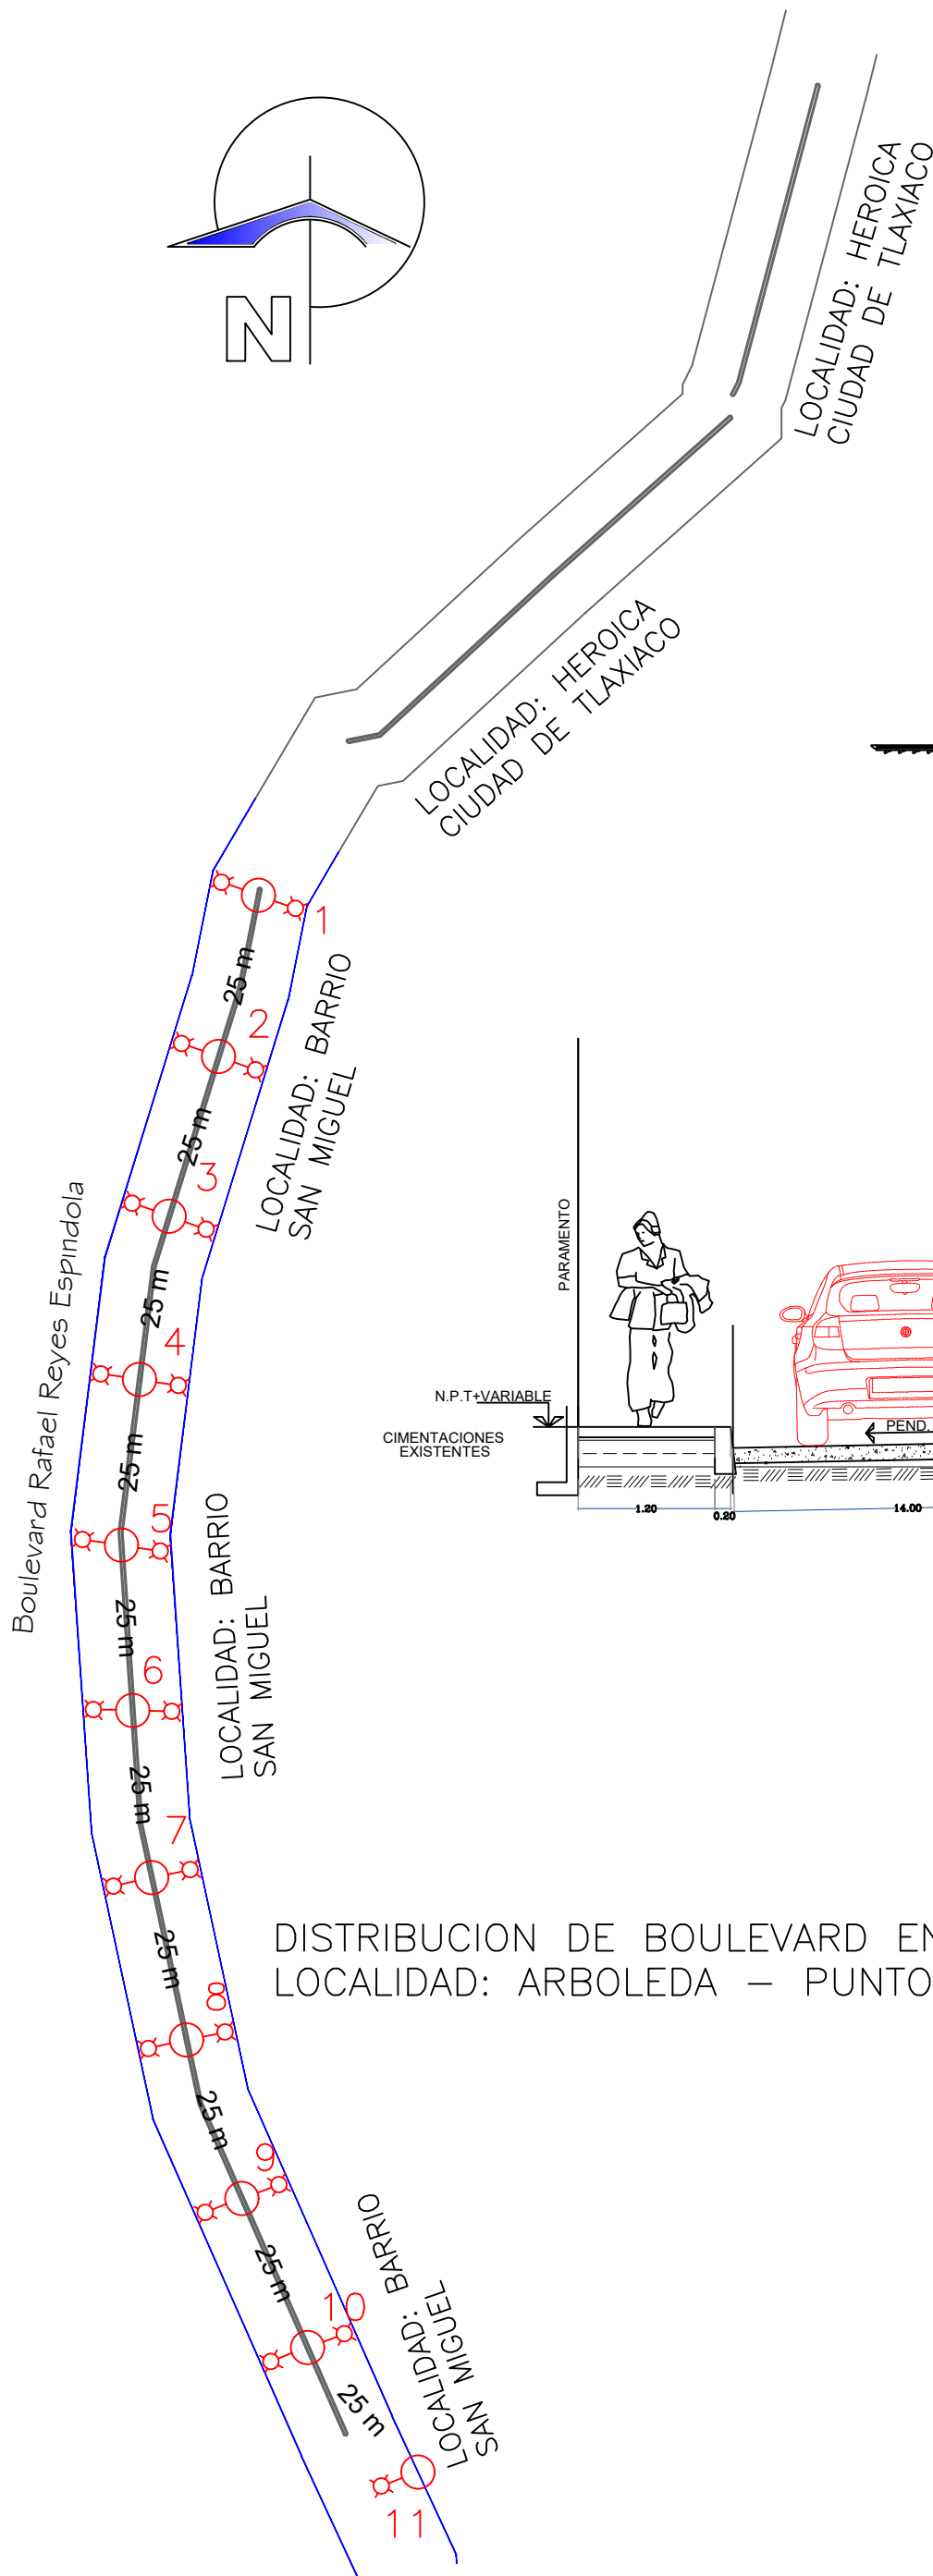 N
LOCALIDAD: HEROICA
CIUDAD DE TLAXIACO
LOCALIDAD: HEROICA
CIUDAD DE TLAXIACO
1
25 m
2
LOCALIDAD: BARRIO
SAN MIGUEL
25 m
3
Boulevard Rafael Reyes Espindola
25 m
4
25 m
5
PARAMENTO
N.P.T+VARIABLE
CIMENTACIONES
EXISTENTES
PEND.
1.20
0.20
14.00
25 m
LOCALIDAD: BARRIO
SAN MIGUEL
6
25 m
7
25 m
DISTRIBUCION DE BOULEVARD EN
LOCALIDAD: ARBOLEDA – PUNTO
8
25 m
9
25 m
LOCALIDAD: BARRIO
SAN MIGUEL
10
25 m
11